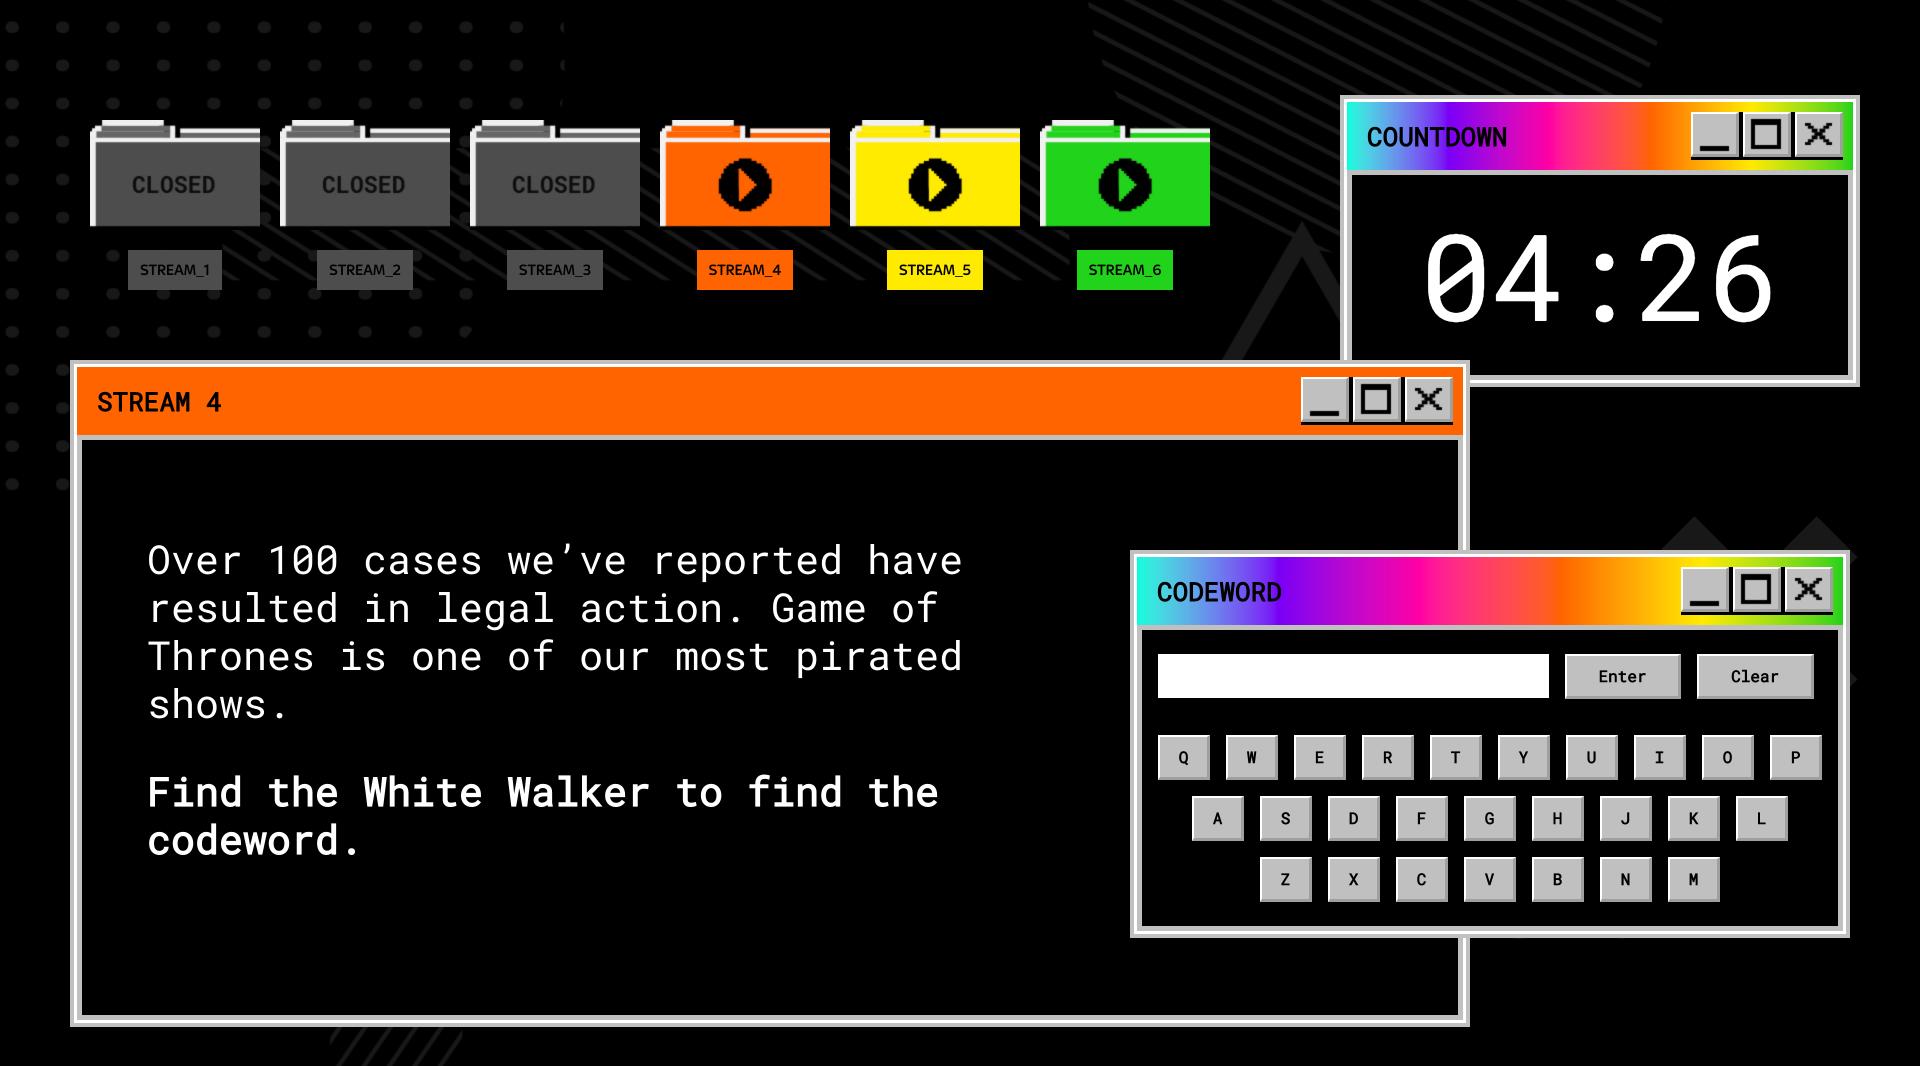 CLOSED
CLOSED
CLOSED
STREAM_1
STREAM_2
STREAM_3
STREAM_4
STREAM_5
STREAM_6
COUNTDOWN
04:26
STREAM 4
Over 100 cases we’ve reported have
resulted in legal action. Game of
Thrones is one of our most pirated
shows.
Find the White Walker to find the
codeword.
CODEWORD
Enter Clear
Q W E R T Y U I O P
A S D F G H J K L
Z X C V B N M